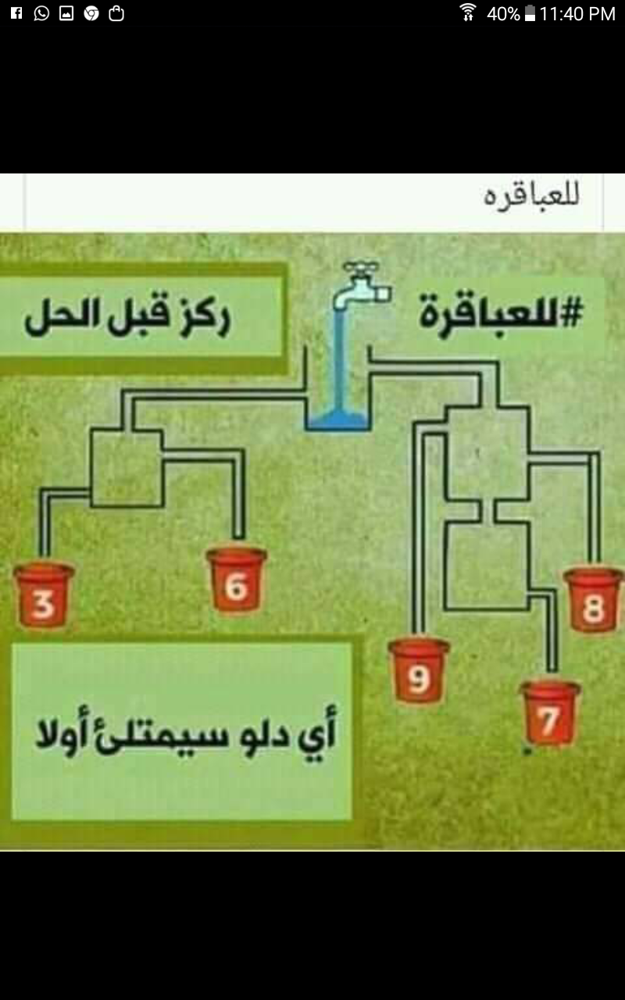 40% 11:40 PM
للعباقره
#للعباقرة
ركز قبل الحل
3
6
9
8
7
أي دلو سيمتلئ أولا